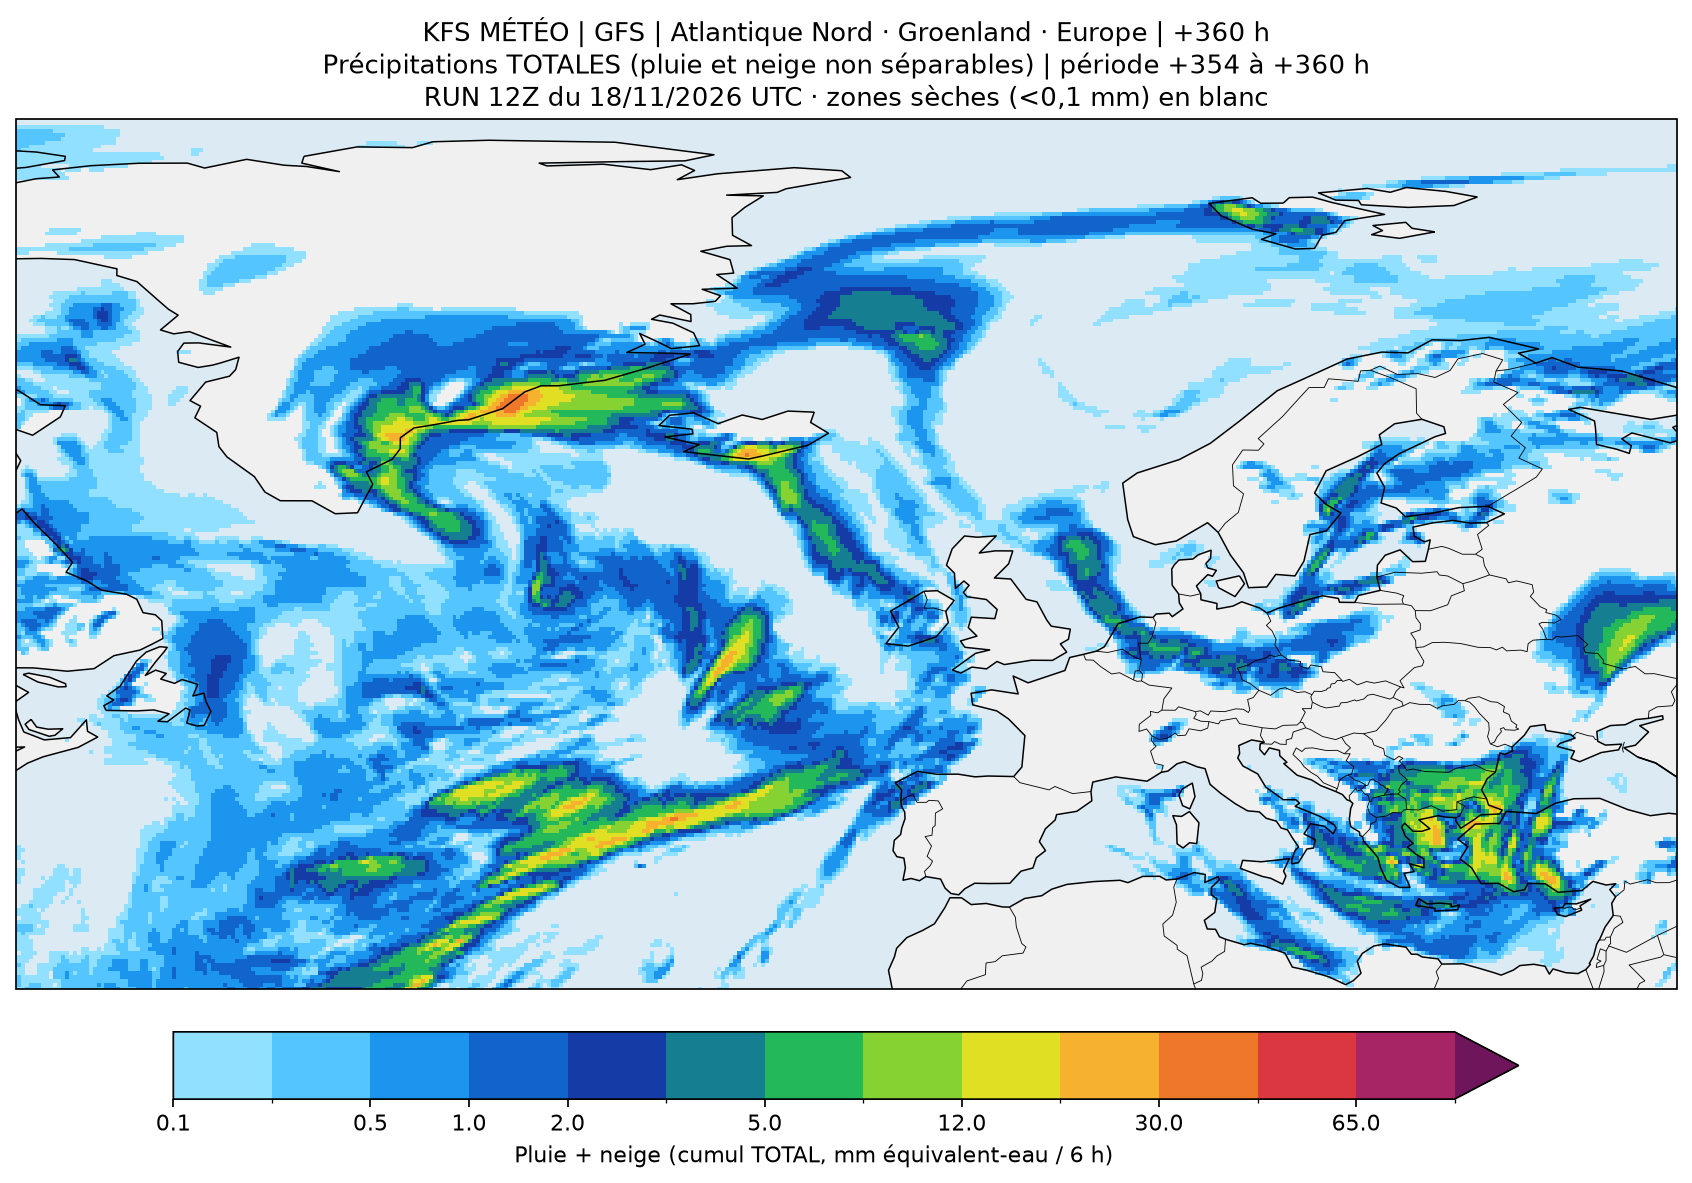 KFS MÉTÉO | GFS | Atlantique Nord · Groenland · Europe | +360 h
Précipitations TOTALES (pluie et neige non séparables) | période +354 à +360 h
RUN 12Z du 18/11/2026 UTC · zones sèches (<0,1 mm) en blanc
0.1 0.5 1.0 2.0 5.0 12.0 30.0 65.0
Pluie + neige (cumul TOTAL, mm équivalent-eau / 6 h)